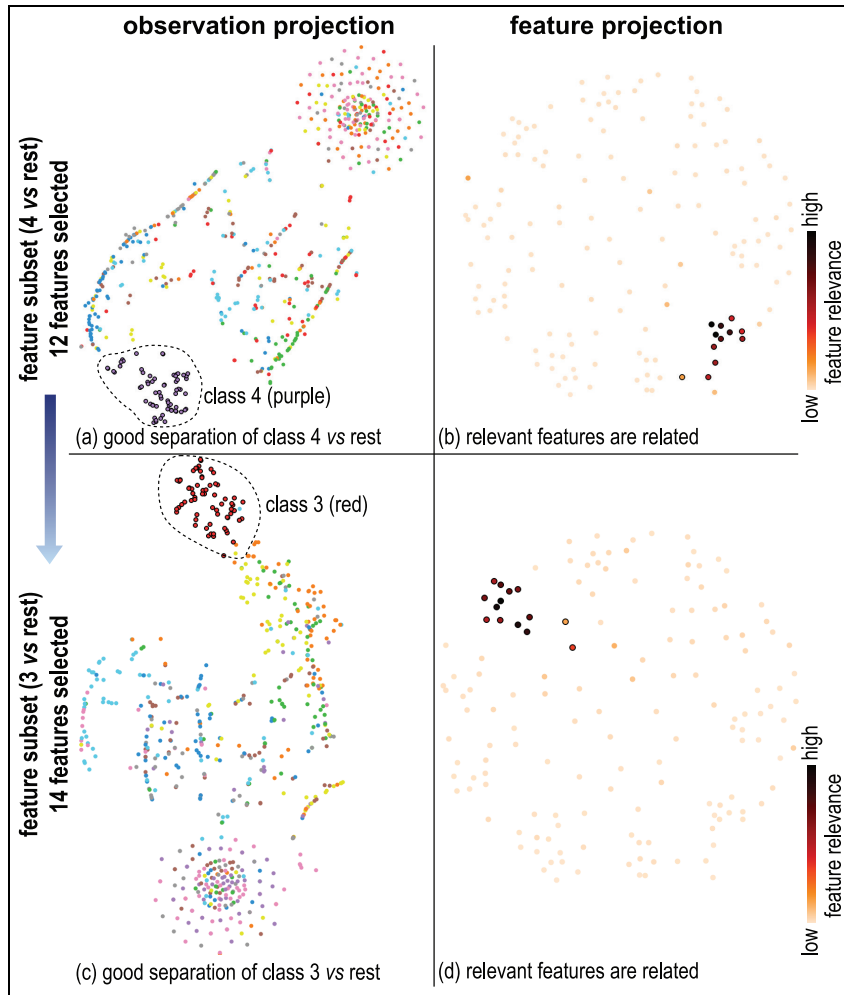 observation projection
feature projection
feature subset (4 vs rest)
12 features selected
class 4 (purple)
(a) good separation of class 4 vs rest
high
feature relevance
low
(b) relevant features are related
feature subset (3 vs rest)
14 features selected
class 3 (red)
(c) good separation of class 3 vs rest
high
feature relevance
low
(d) relevant features are related